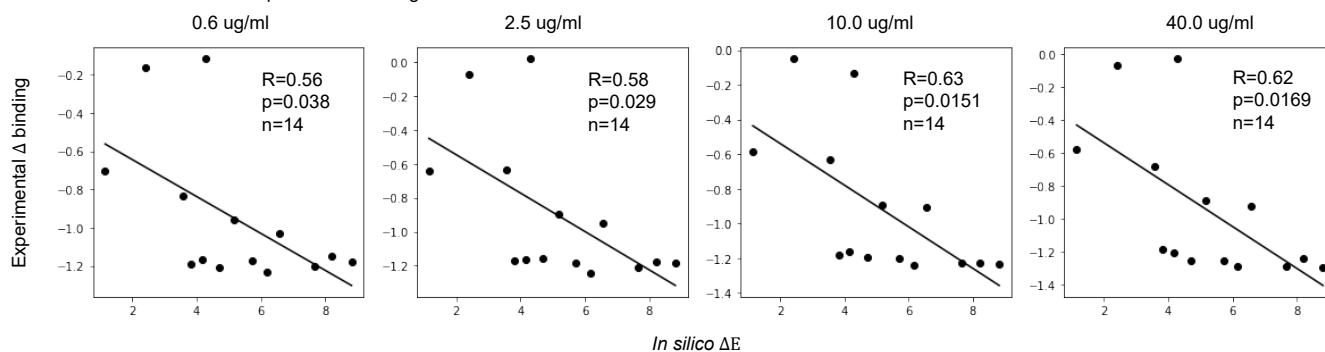 0.6 ug/ml
2.5 ug/ml
10.0 ug/ml
40.0 ug/ml
Experimental Δ binding
−0.2
−0.4
−0.6
−0.8
−1.0
−1.2
2
4
6
8
R=0.56
p=0.038
n=14
0.0
−0.2
−0.4
−0.6
−0.8
−1.0
−1.2
2
4
6
8
R=0.58
p=0.029
n=14
0.0
−0.2
−0.4
−0.6
−0.8
−1.0
−1.2
−1.4
2
4
6
8
R=0.63
p=0.0151
n=14
0.0
−0.2
−0.4
−0.6
−0.8
−1.0
−1.2
−1.4
2
4
6
8
R=0.62
p=0.0169
n=14
In silico ΔE